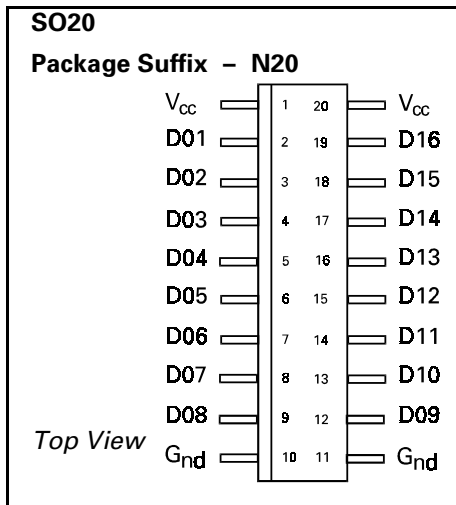 SO20
Package Suffix – N20
Vcc 1 20 Vcc
D01 2 19 D16
D02 3 18 D15
D03 4 17 D14
D04 5 16 D13
D05 6 15 D12
D06 7 14 D11
D07 8 13 D10
D08 9 12 D09
Top View Gnd 10 11 Gnd